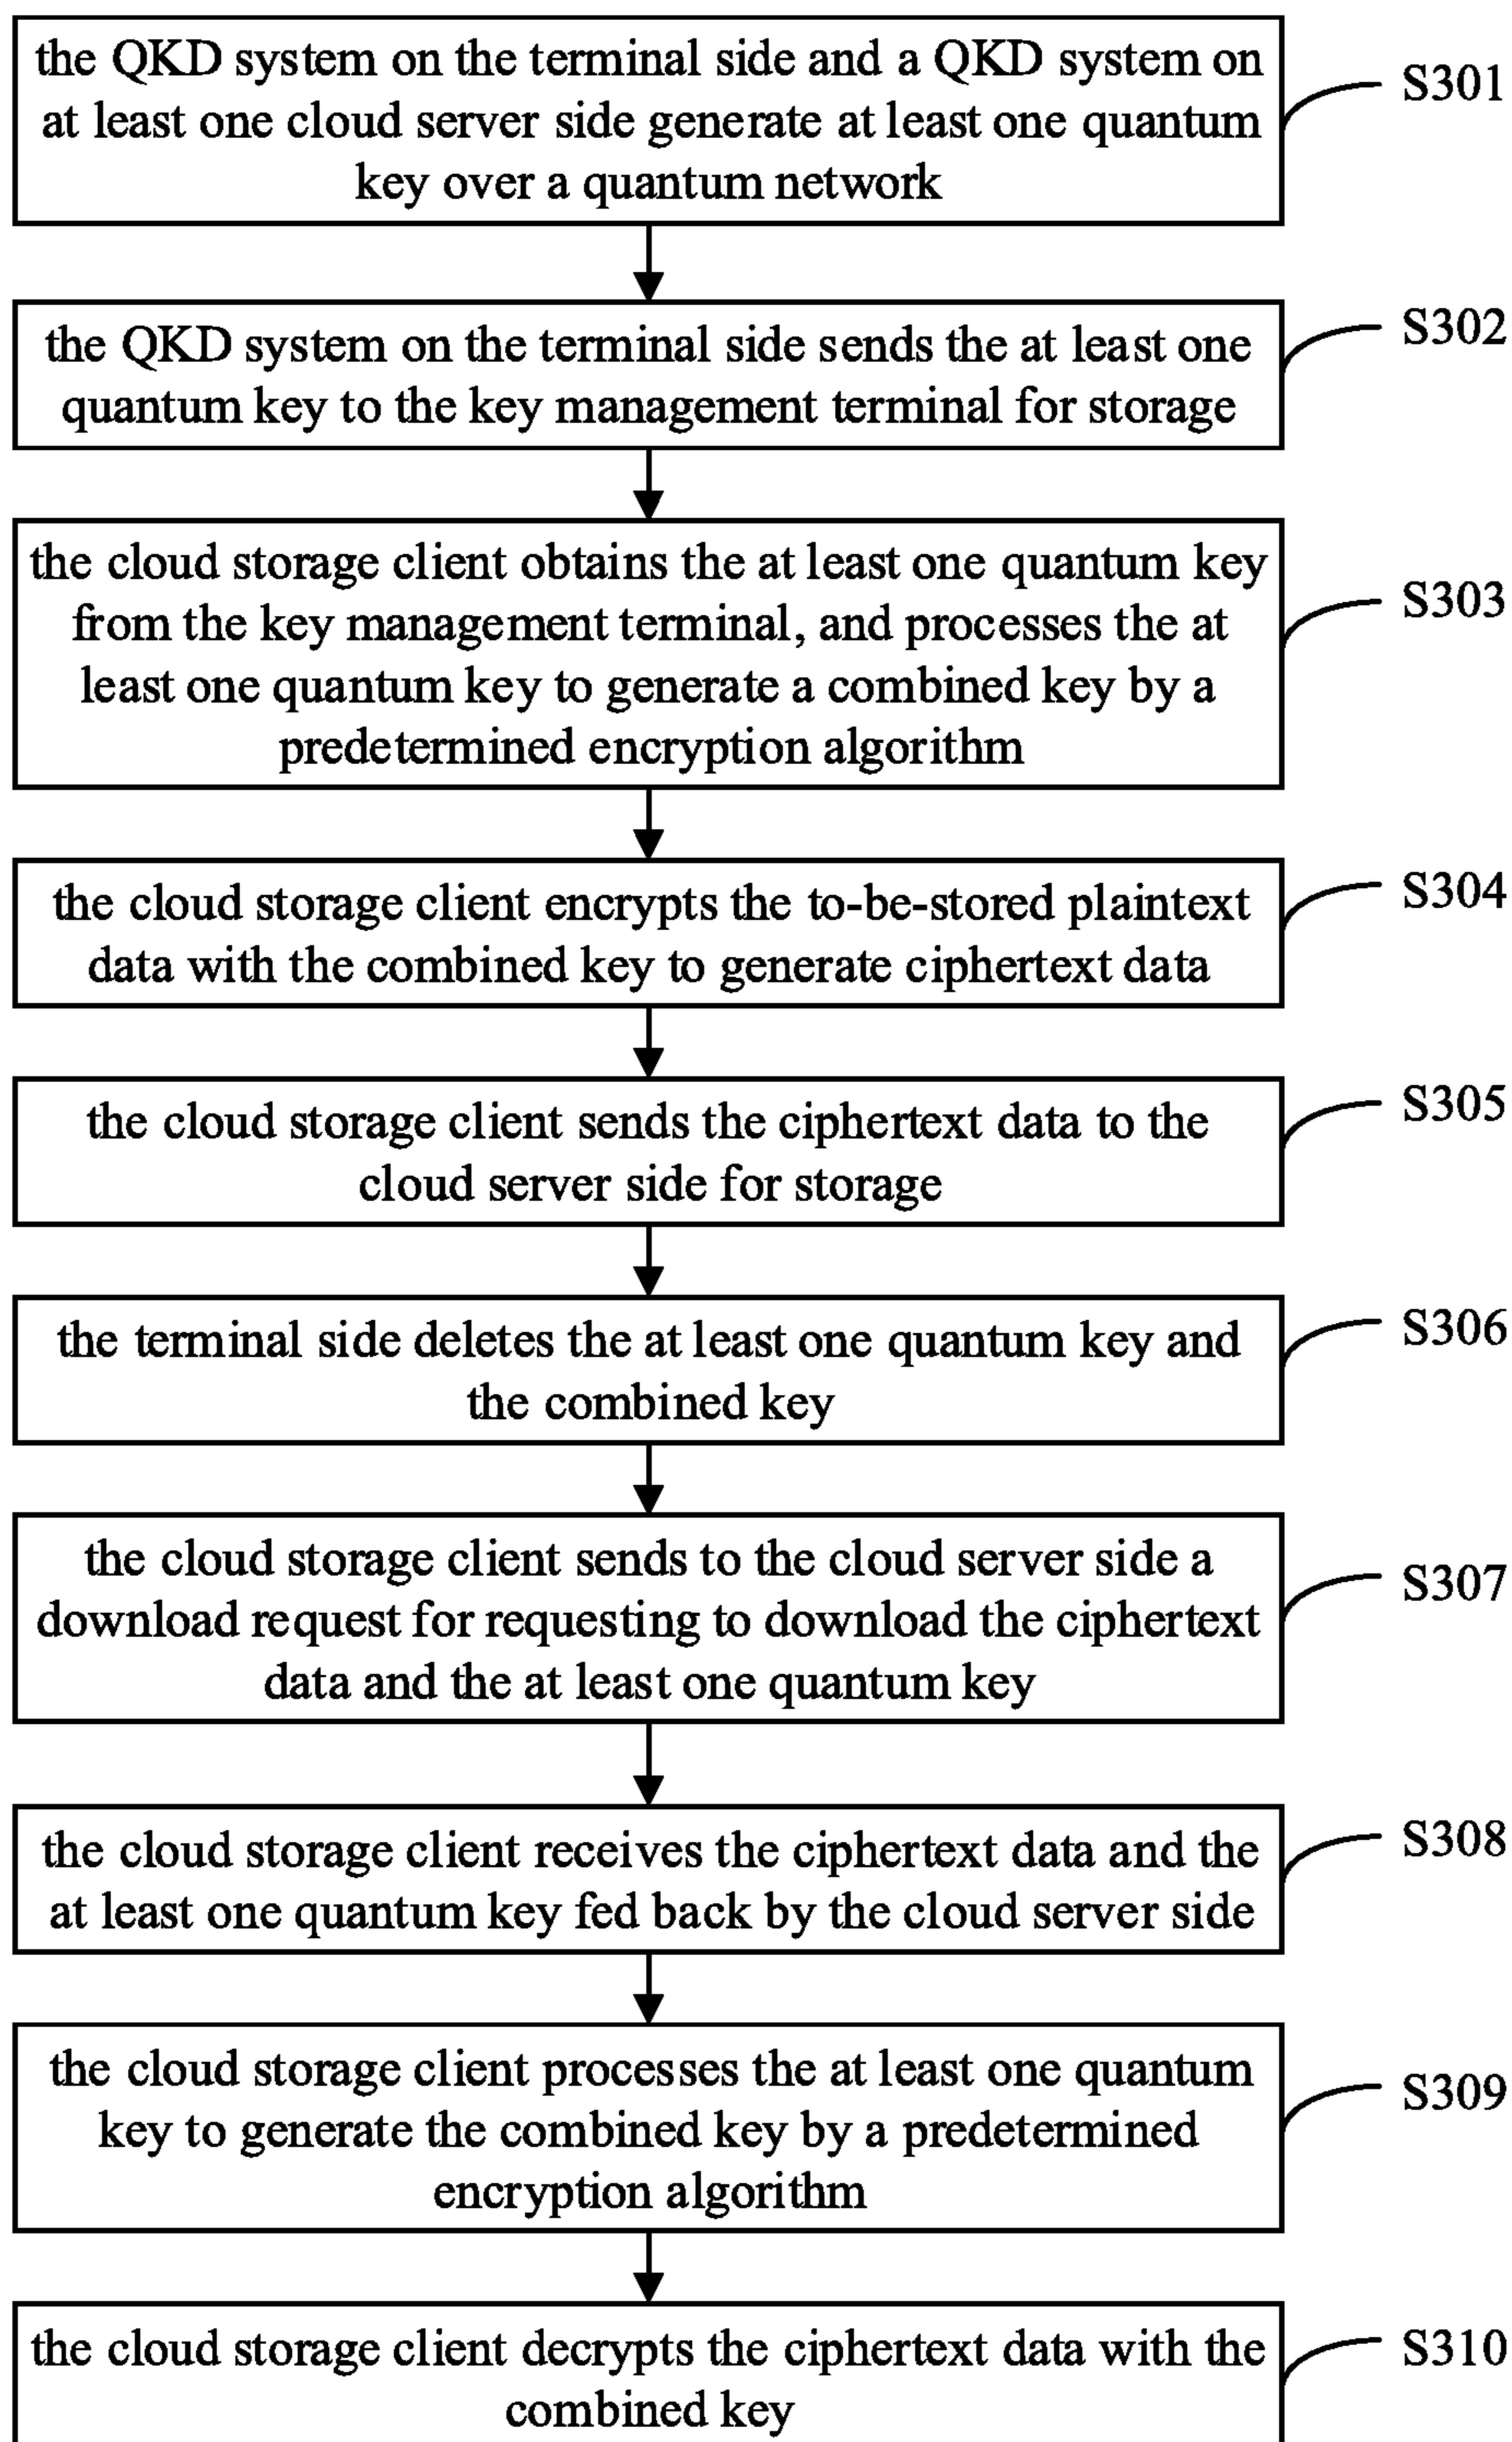 the QKD system on the terminal side and a QKD system on
at least one cloud server side generate at least one quantum
key over a quantum network
S301
the QKD system on the terminal side sends the at least one
quantum key to the key management terminal for storage
S302
the cloud storage client obtains the at least one quantum key
from the key management terminal, and processes the at
least one quantum key to generate a combined key by a
predetermined encryption algorithm
S303
the cloud storage client encrypts the to-be-stored plaintext
data with the combined key to generate ciphertext data
S304
the cloud storage client sends the ciphertext data to the
cloud server side for storage
S305
the terminal side deletes the at least one quantum key and
the combined key
S306
the cloud storage client sends to the cloud server side a
download request for requesting to download the ciphertext
data and the at least one quantum key
S307
the cloud storage client receives the ciphertext data and the
at least one quantum key fed back by the cloud server side
S308
the cloud storage client processes the at least one quantum
key to generate the combined key by a predetermined
encryption algorithm
S309
the cloud storage client decrypts the ciphertext data with the
combined key
S310